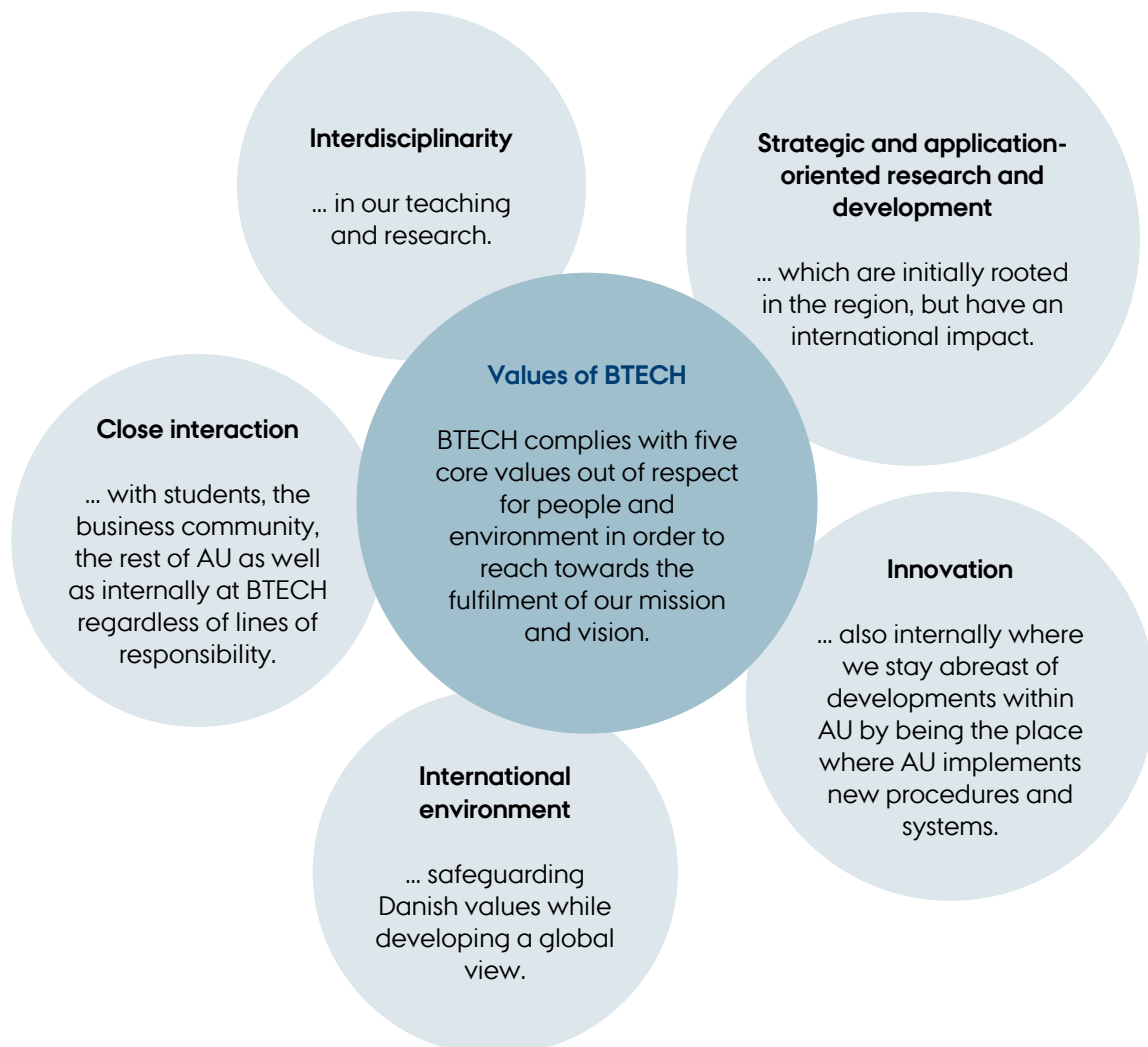 Interdisciplinarity
... in our teaching
and research.
Strategic and application-
oriented research and
development
... which are initially rooted
in the region, but have an
international impact.
Values of BTECH
BTECH complies with five
core values out of respect
for people and
environment in order to
reach towards the
fulfilment of our mission
and vision.
Close interaction
... with students, the
business community,
the rest of AU as well
as internally at BTECH
regardless of lines of
responsibility.
Innovation
... also internally where
we stay abreast of
developments within
AU by being the place
where AU implements
new procedures and
systems.
International
environment
... safeguarding
Danish values while
developing a global
view.